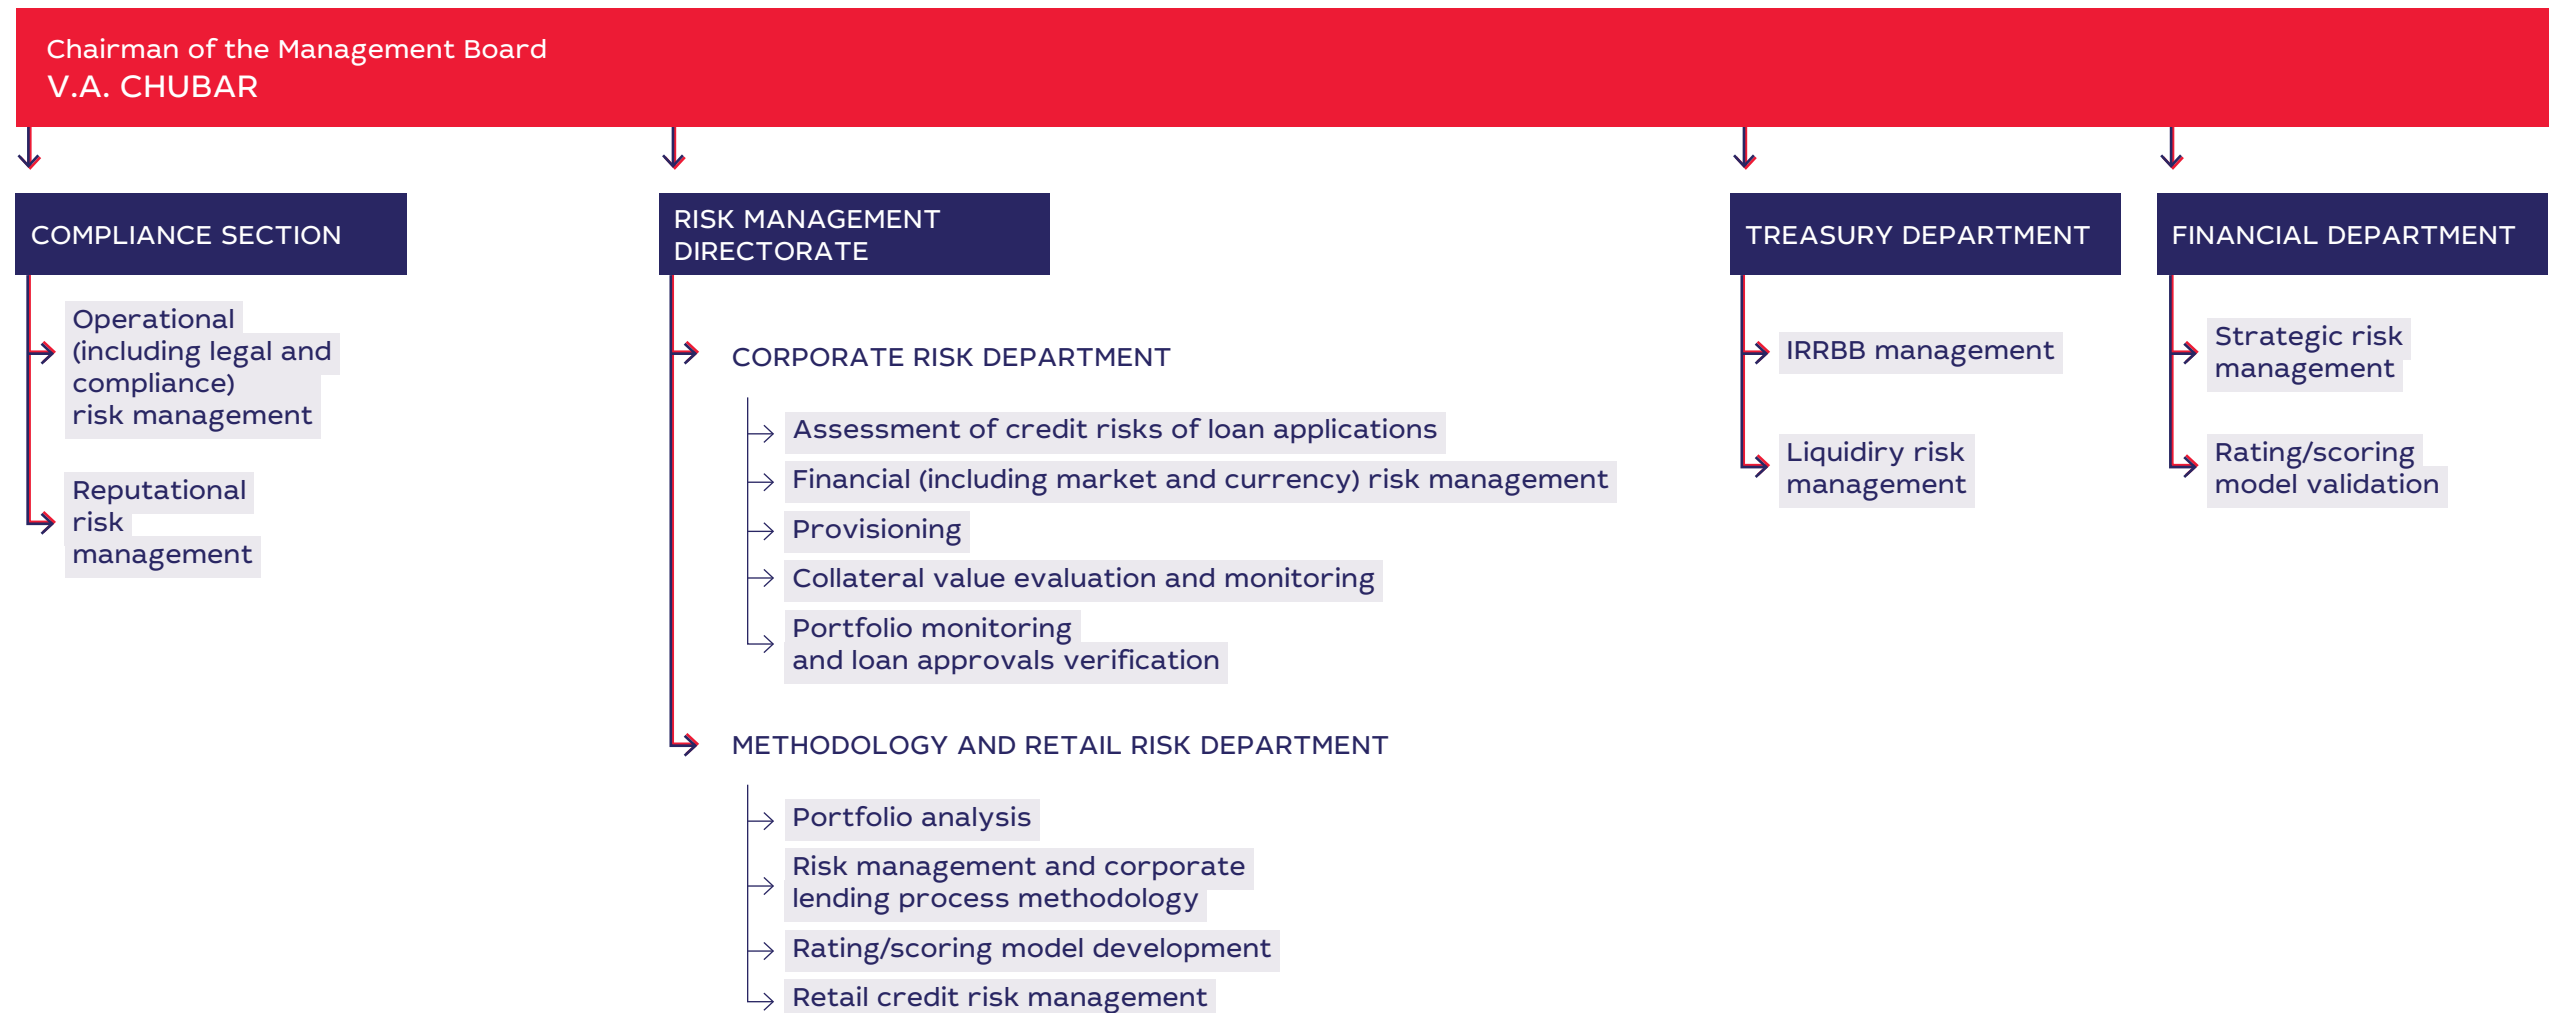 Chairman of the Management Board
V.A. CHUBAR
COMPLIANCE SECTION
Operational
(including legal and
compliance)
risk management
Reputational
risk
management
RISK MANAGEMENT
DIRECTORATE
CORPORATE RISK DEPARTMENT
Assessment of credit risks of loan applications
Financial (including market and currency) risk management
Provisioning
Collateral value evaluation and monitoring
Portfolio monitoring
and loan approvals verification
METHODOLOGY AND RETAIL RISK DEPARTMENT
Portfolio analysis
Risk management and corporate
lending process methodology
Rating/scoring model development
Retail credit risk management
TREASURY DEPARTMENT
IRRBB management
Liquidiry risk
management
FINANCIAL DEPARTMENT
Strategic risk
management
Rating/scoring
model validation